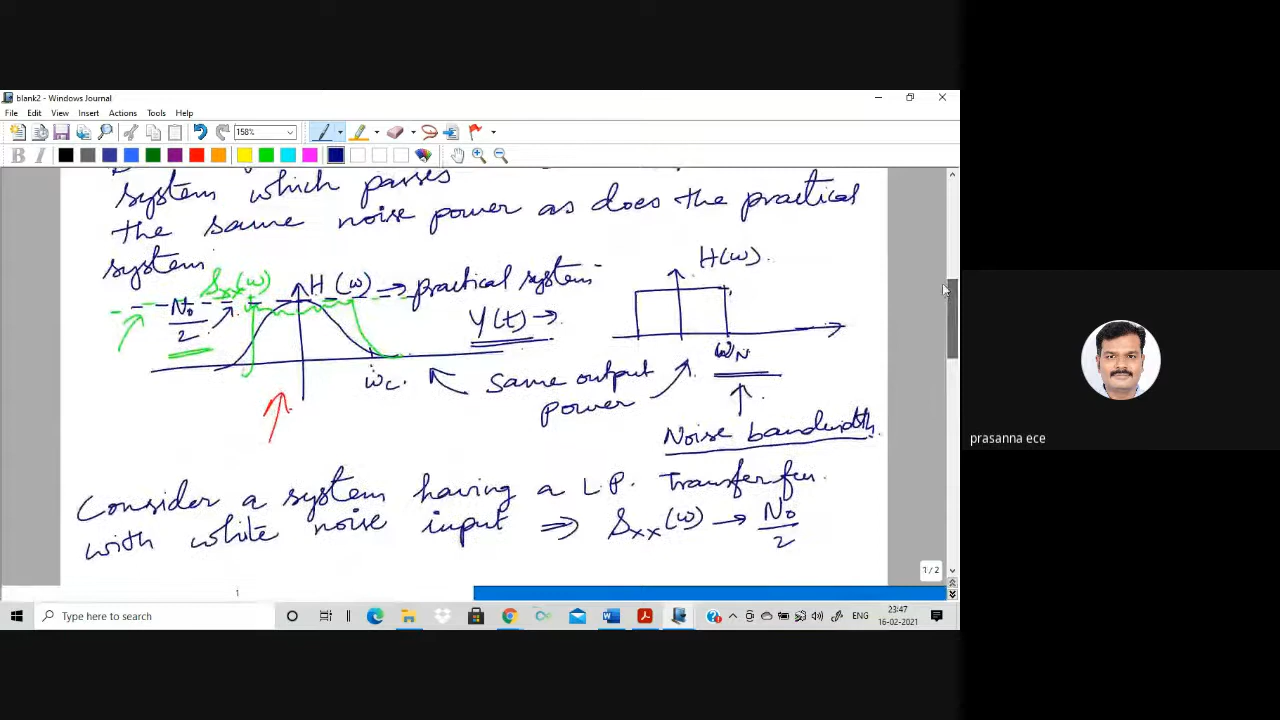 blank2 - Windows Journal
File Edit View Insert Actions Tools Help
158%
B I
system which passes
the same noise power as does the practical
system
Sxx(ω) H(ω) → practical system
H(ω).
N0/2
Y(t) →
ωc.
ωN
Same output
power
Noise bandwidth
Consider a system having a L.P. Transfer fun.
with white noise input ⇒ Sxx(ω) → N0/2
1 / 2
1
prasanna ece
Type here to search
ENG
23:47
16-02-2021